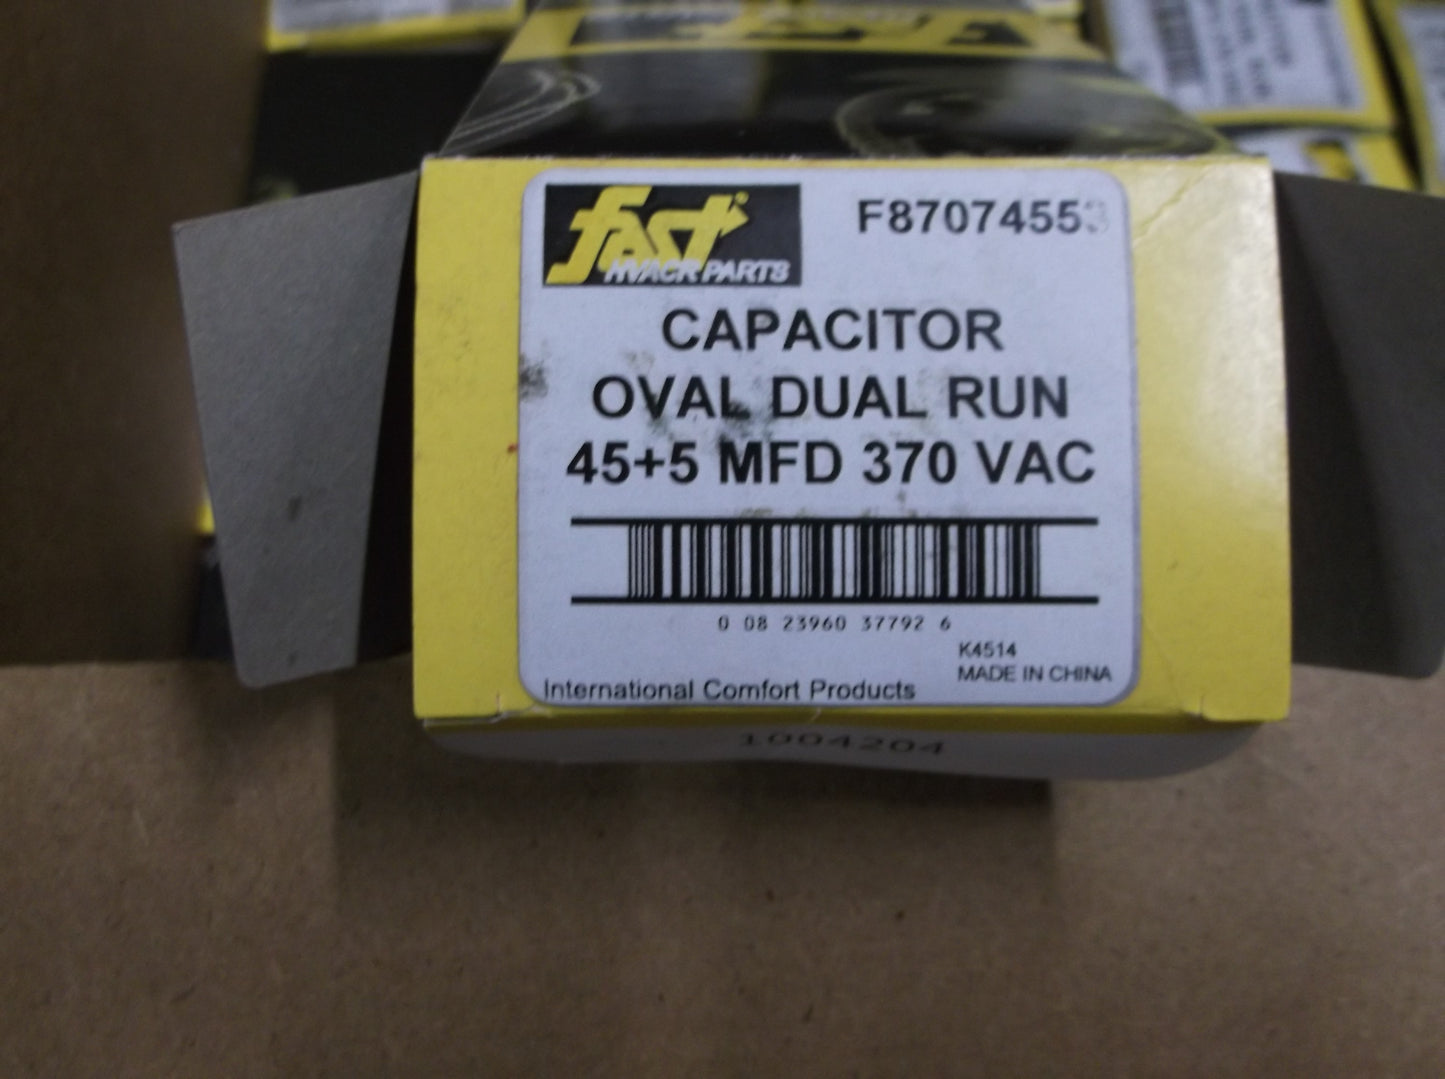 fast
HVACR PARTS
F87074553
CAPACITOR
OVAL DUAL RUN
45+5 MFD 370 VAC
0 08 23960 37792 6
K4514
MADE IN CHINA
International Comfort Products
1004204